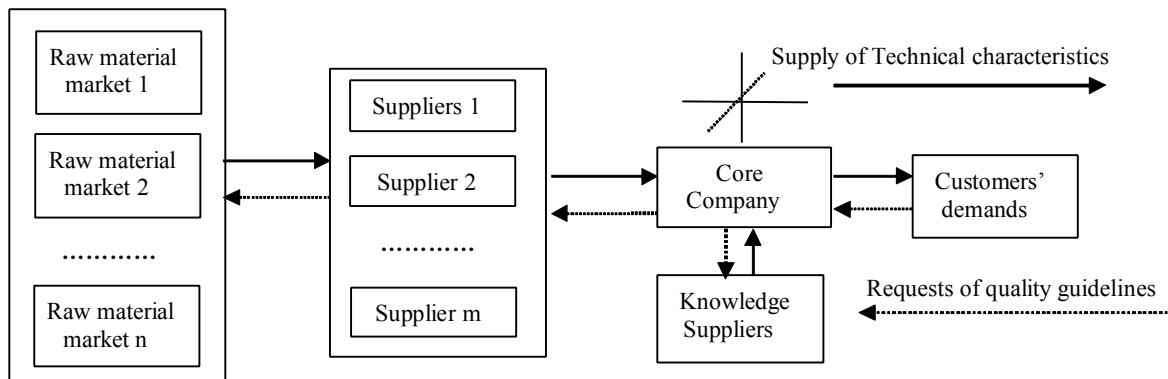 Raw material
market 1
Raw material
market 2
…………
Raw material
market n
Suppliers 1
Supplier 2
…………
Supplier m
Supply of Technical characteristics
Core
Company
Customers’
demands
Knowledge
Suppliers
Requests of quality guidelines